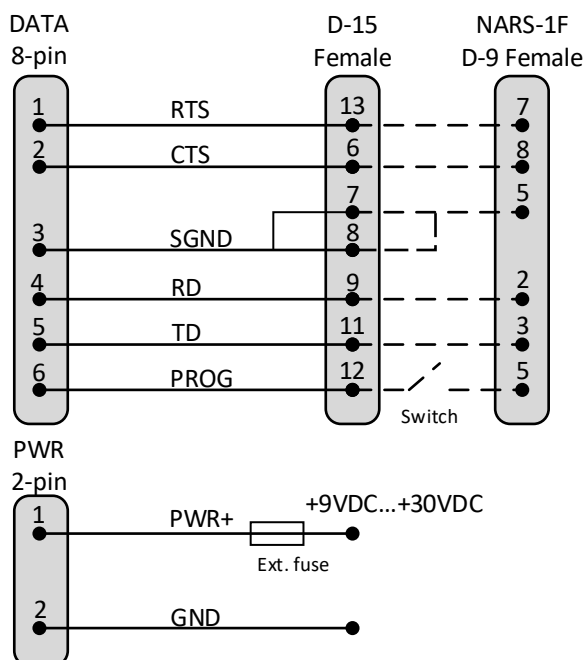 DATA
8-pin
D-15
Female
NARS-1F
D-9 Female
1 RTS 13 7
2 CTS 6 8
7 5
3 SGND 8
4 RD 9 2
5 TD 11 3
6 PROG 12 5
Switch
PWR
2-pin
+9VDC...+30VDC
1 PWR+
Ext. fuse
2 GND